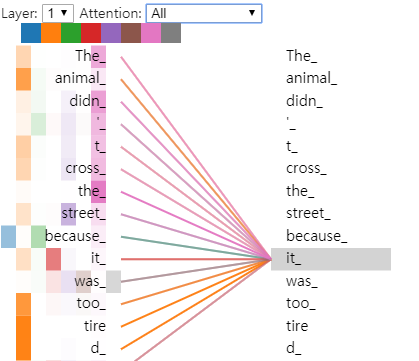 Layer: 1 Attention: All
The_ The_
animal_ animal_
didn_ didn_
'_ '_
t_ t_
cross_ cross_
the_ the_
street_ street_
because_ because_
it_ it_
was_ was_
too_ too_
tire tire
d_ d_